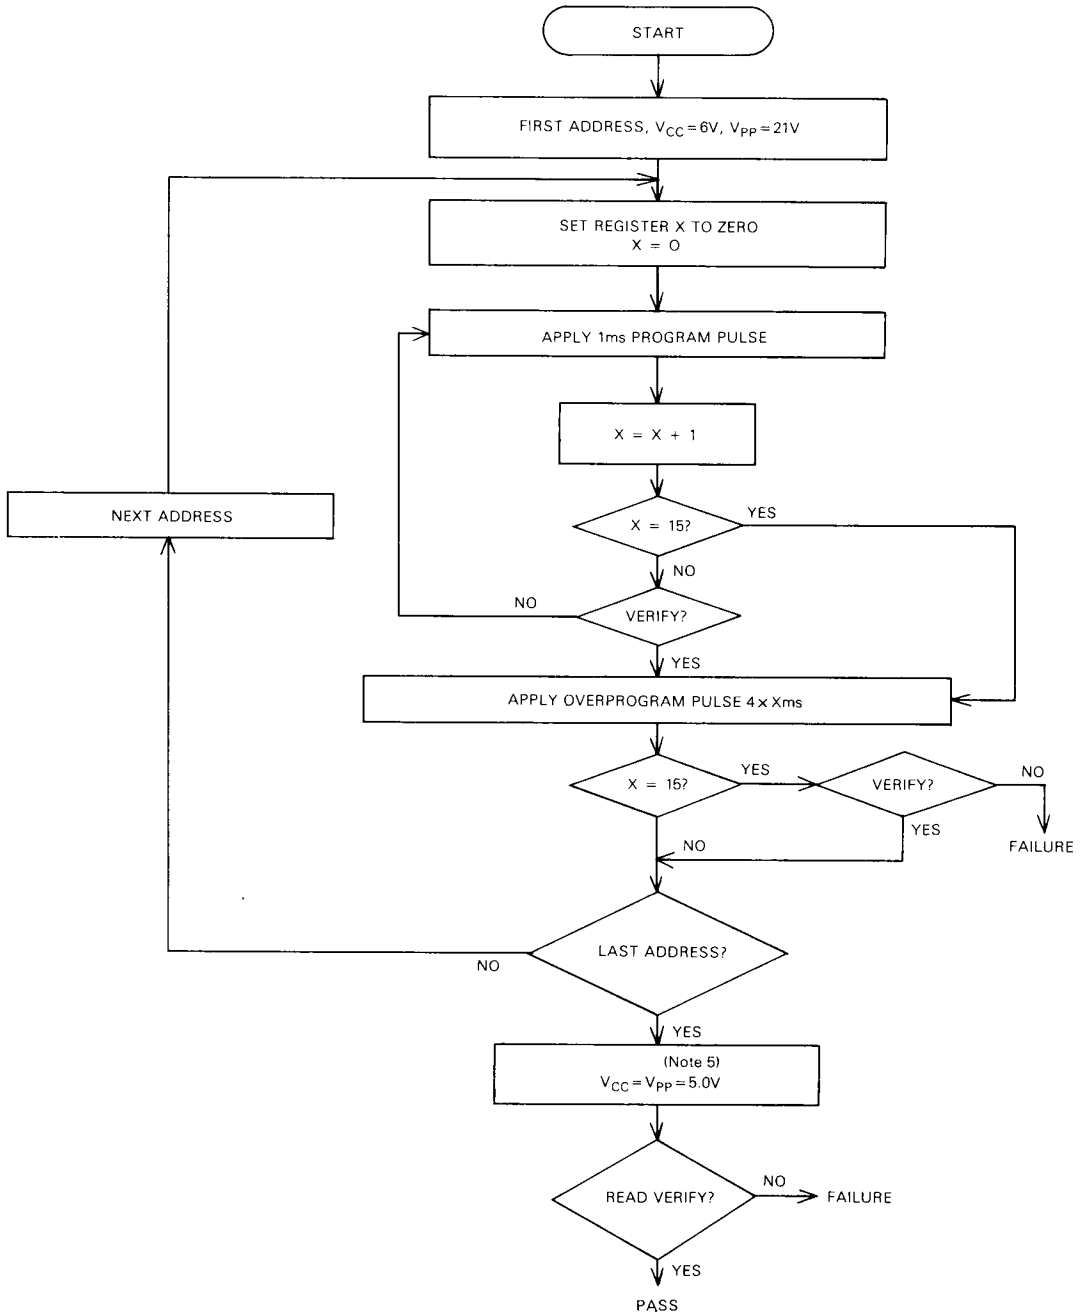 START
FIRST ADDRESS, VCC=6V, VPP=21V
SET REGISTER X TO ZERO
X = 0
APPLY 1ms PROGRAM PULSE
X = X + 1
NEXT ADDRESS
X = 15?
YES
NO
NO
VERIFY?
YES
APPLY OVERPROGRAM PULSE 4 x Xms
X = 15?
YES
VERIFY?
NO
YES
FAILURE
NO
LAST ADDRESS?
NO
YES
(Note 5)
VCC=VPP=5.0V
READ VERIFY?
NO
FAILURE
YES
PASS